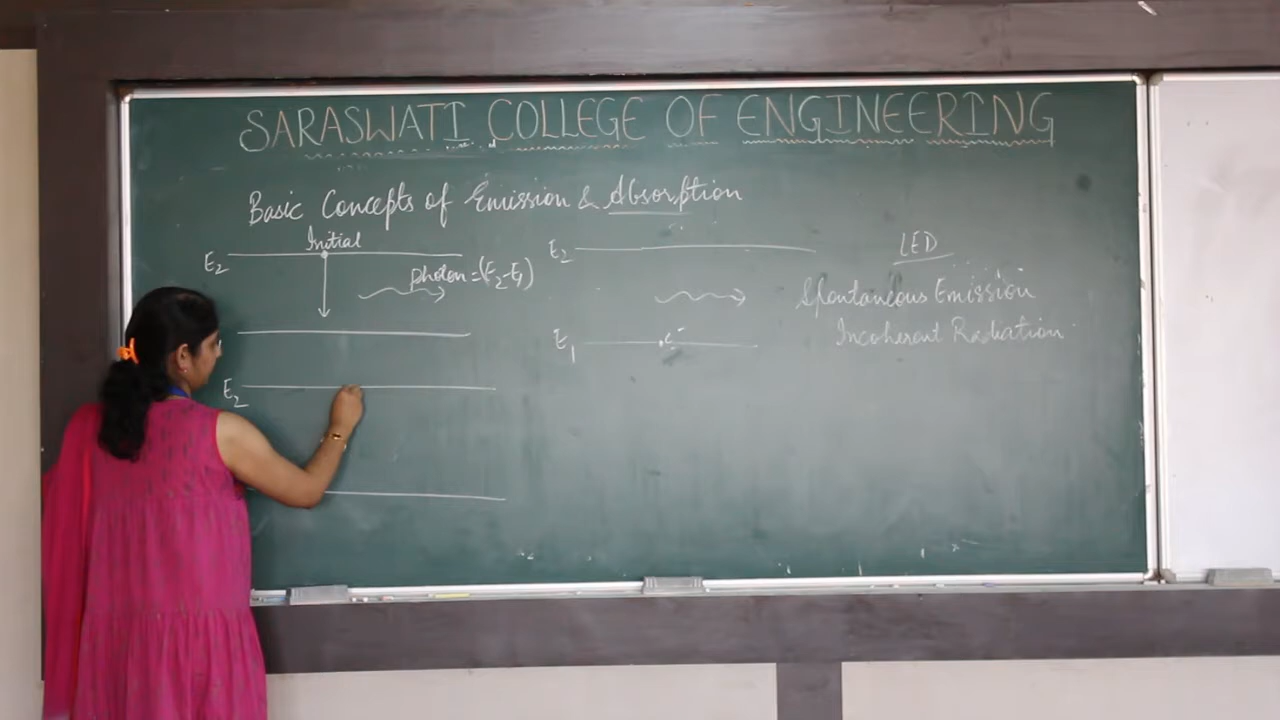 SARASWATI COLLEGE OF ENGINEERING
Basic Concepts of Emission & Absorption
Initial
E2
photon = (E2-E1)
E2
E1
e-
LED
Spontaneous Emission
Incoherent Radiation
E2